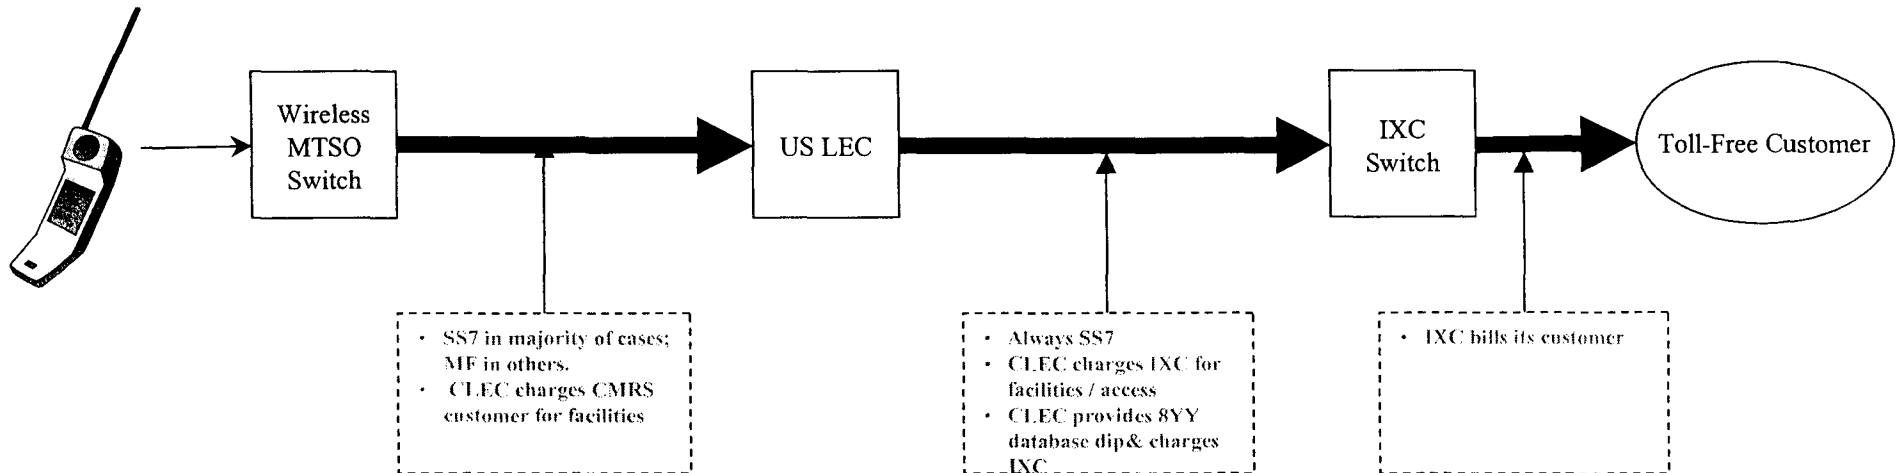 Wireless
MTSO
Switch
US LEC
IXC
Switch
Toll-Free Customer
• SS7 in majority of cases;
MF in others.
• CLEC charges CMRS
customer for facilities
• Always SS7
• CLEC charges IXC for
facilities / access
• CLEC provides 8YY
database dip& charges
IXC
• IXC bills its customer